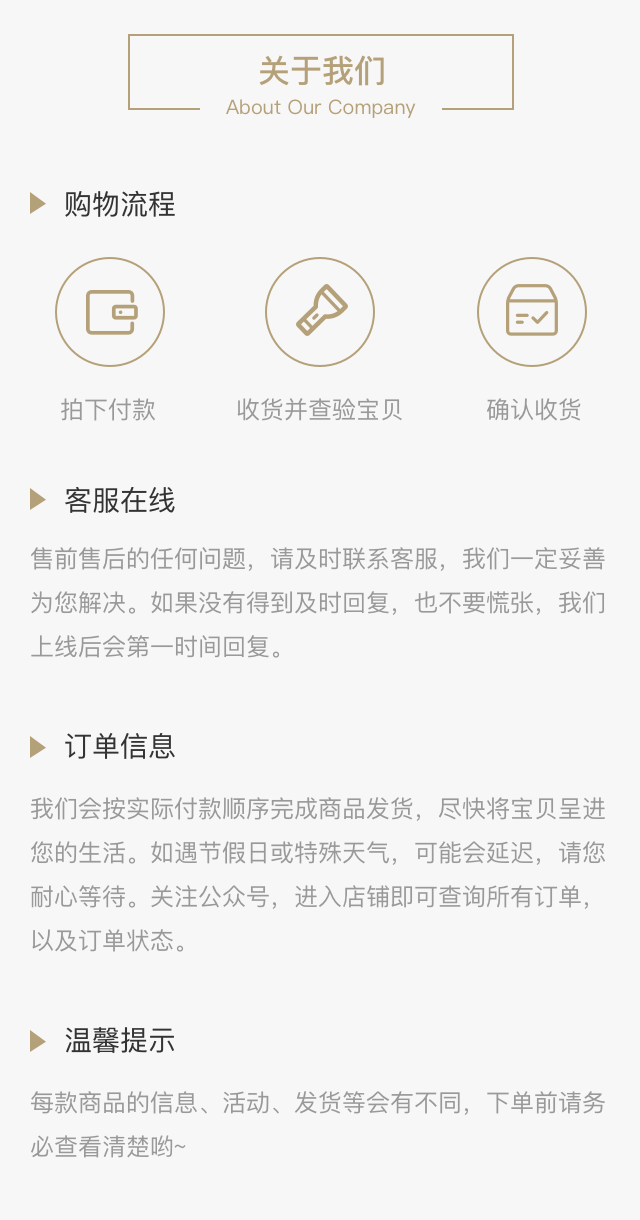 关于我们
About Our Company
购物流程
拍下付款
收货并查验宝贝
确认收货
客服在线
售前售后的任何问题，请及时联系客服，我们一定妥善
为您解决。如果没有得到及时回复，也不要慌张，我们
上线后会第一时间回复。
订单信息
我们会按实际付款顺序完成商品发货，尽快将宝贝呈进
您的生活。如遇节假日或特殊天气，可能会延迟，请您
耐心等待。关注公众号，进入店铺即可查询所有订单，
以及订单状态。
温馨提示
每款商品的信息、活动、发货等会有不同，下单前请务
必查看清楚哟~